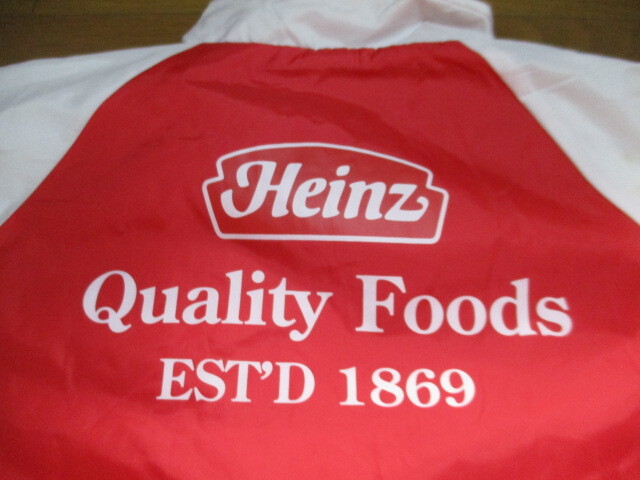 Heinz
Quality Foods
EST'D 1869